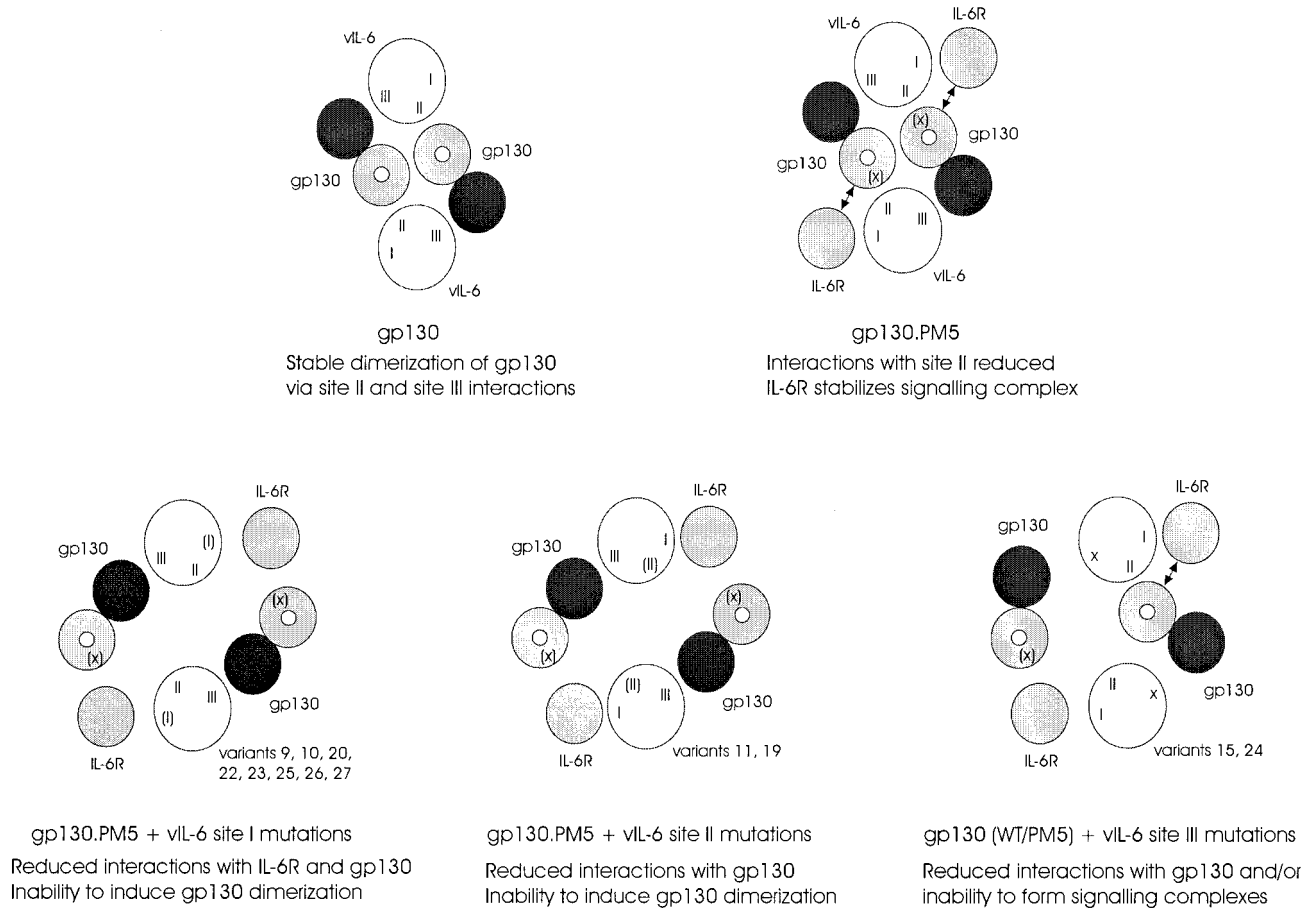 vIL-6
I
III
II
gp130
gp130
II
III
I
vIL-6
gp130
Stable dimerization of gp130
via site II and site III interactions
IL-6R
vIL-6
I
III
II
(x)
gp130
gp130
(x)
II
III
I
IL-6R
vIL-6
gp130.PM5
Interactions with site II reduced
IL-6R stabilizes signalling complex
IL-6R
gp130
(I)
III
II
(x)
(x)
II
III
(I)
gp130
IL-6R
variants 9, 10, 20,
22, 23, 25, 26, 27
gp130.PM5 + vIL-6 site I mutations
Reduced interactions with IL-6R and gp130
Inability to induce gp130 dimerization
IL-6R
gp130
I
III
(II)
(x)
(x)
(II)
III
I
gp130
IL-6R
variants 11, 19
gp130.PM5 + vIL-6 site II mutations
Reduced interactions with gp130
Inability to induce gp130 dimerization
IL-6R
gp130
I
x
II
(x)
II
x
I
gp130
IL-6R
variants 15, 24
gp130 (WT/PM5) + vIL-6 site III mutations
Reduced interactions with gp130 and/or
inability to form signalling complexes